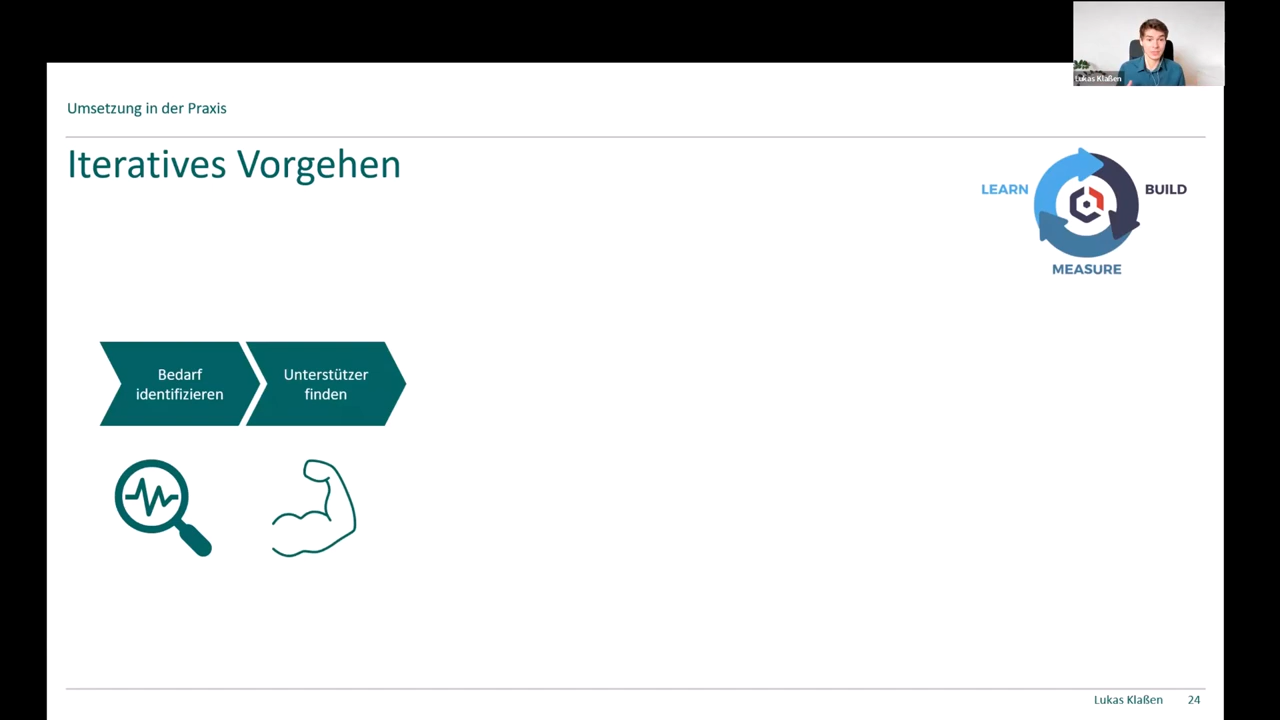 Lukas Klaßen
Umsetzung in der Praxis
Iteratives Vorgehen
LEARN
BUILD
MEASURE
Bedarf
identifizieren
Unterstützer
finden
Lukas Klaßen
24